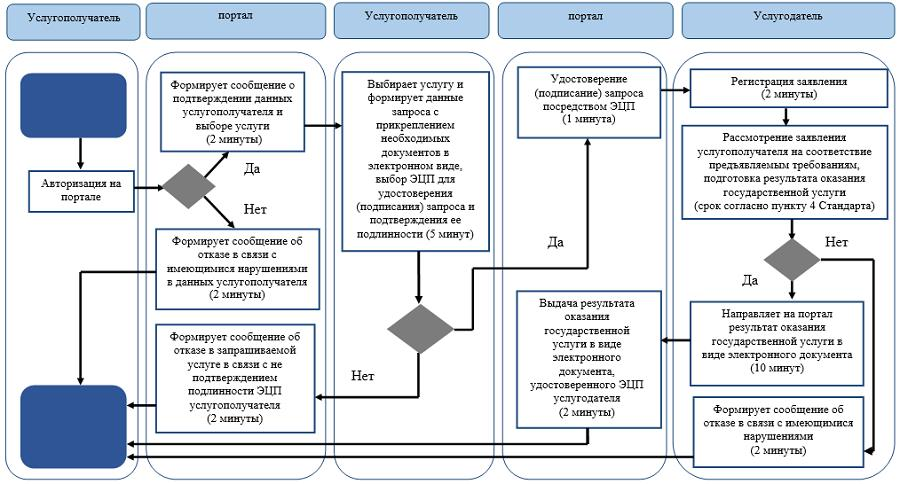 Услугополучатель
портал
Услугополучатель
портал
Услугодатель
Авторизация на
портале
Формирует сообщение о
подтверждении данных
услугополучателя и
выборе услуги
(2 минуты)
Да
Нет
Формирует сообщение об
отказе в связи с
имеющимися нарушениями
в данных услугополучателя
(2 минуты)
Формирует сообщение об
отказе в запрашиваемой
услуге в связи с не
подтверждением
подлинности ЭЦП
услугополучателя
(2 минуты)
Выбирает услугу и
формирует данные
запроса с
прикреплением
необходимых
документов в
электронном виде,
выбор ЭЦП для
удостоверения
(подписания) запроса и
подтверждения ее
подлинности (5 минут)
Да
Нет
Удостоверение
(подписание) запроса
посредством ЭЦП
(1 минута)
Выдача результата
оказания
государственной
услуги в виде
электронного
документа,
удостоверенного ЭЦП
услугодателя
(2 минуты)
Регистрация заявления
(2 минуты)
Рассмотрение заявления
услугополучателя на соответствие
предъявляемым требованиям,
подготовка результата оказания
государственной услуги
(срок согласно пункту 4 Стандарта)
Нет
Да
Направляет на портал
результат оказания
государственной услуги в
виде электронного документа
(10 минут)
Формирует сообщение об
отказе в связи с имеющимися
нарушениями
(2 минуты)